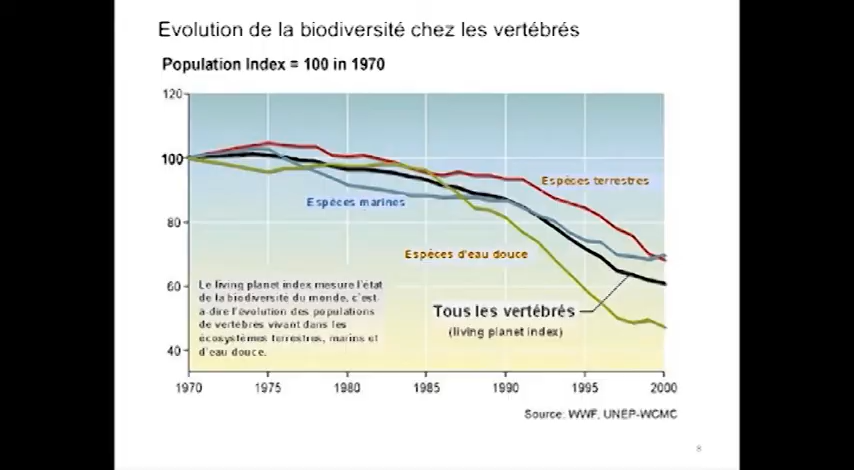 Evolution de la biodiversité chez les vertébrés
Population Index = 100 in 1970
120
100
80
60
40
Espèces terrestres
Espèces marines
Espèces d'eau douce
Tous les vertébrés
(living planet index)
Le living planet index mesure l'état
de la biodiversité du monde, c'est-
a-dire l'évolution des populations
de vertébrés vivant dans les
écosystèmes terrestres, marins et
d'eau douce.
1970 1975 1980 1985 1990 1995 2000
Source: WWF, UNEP-WCMC
8